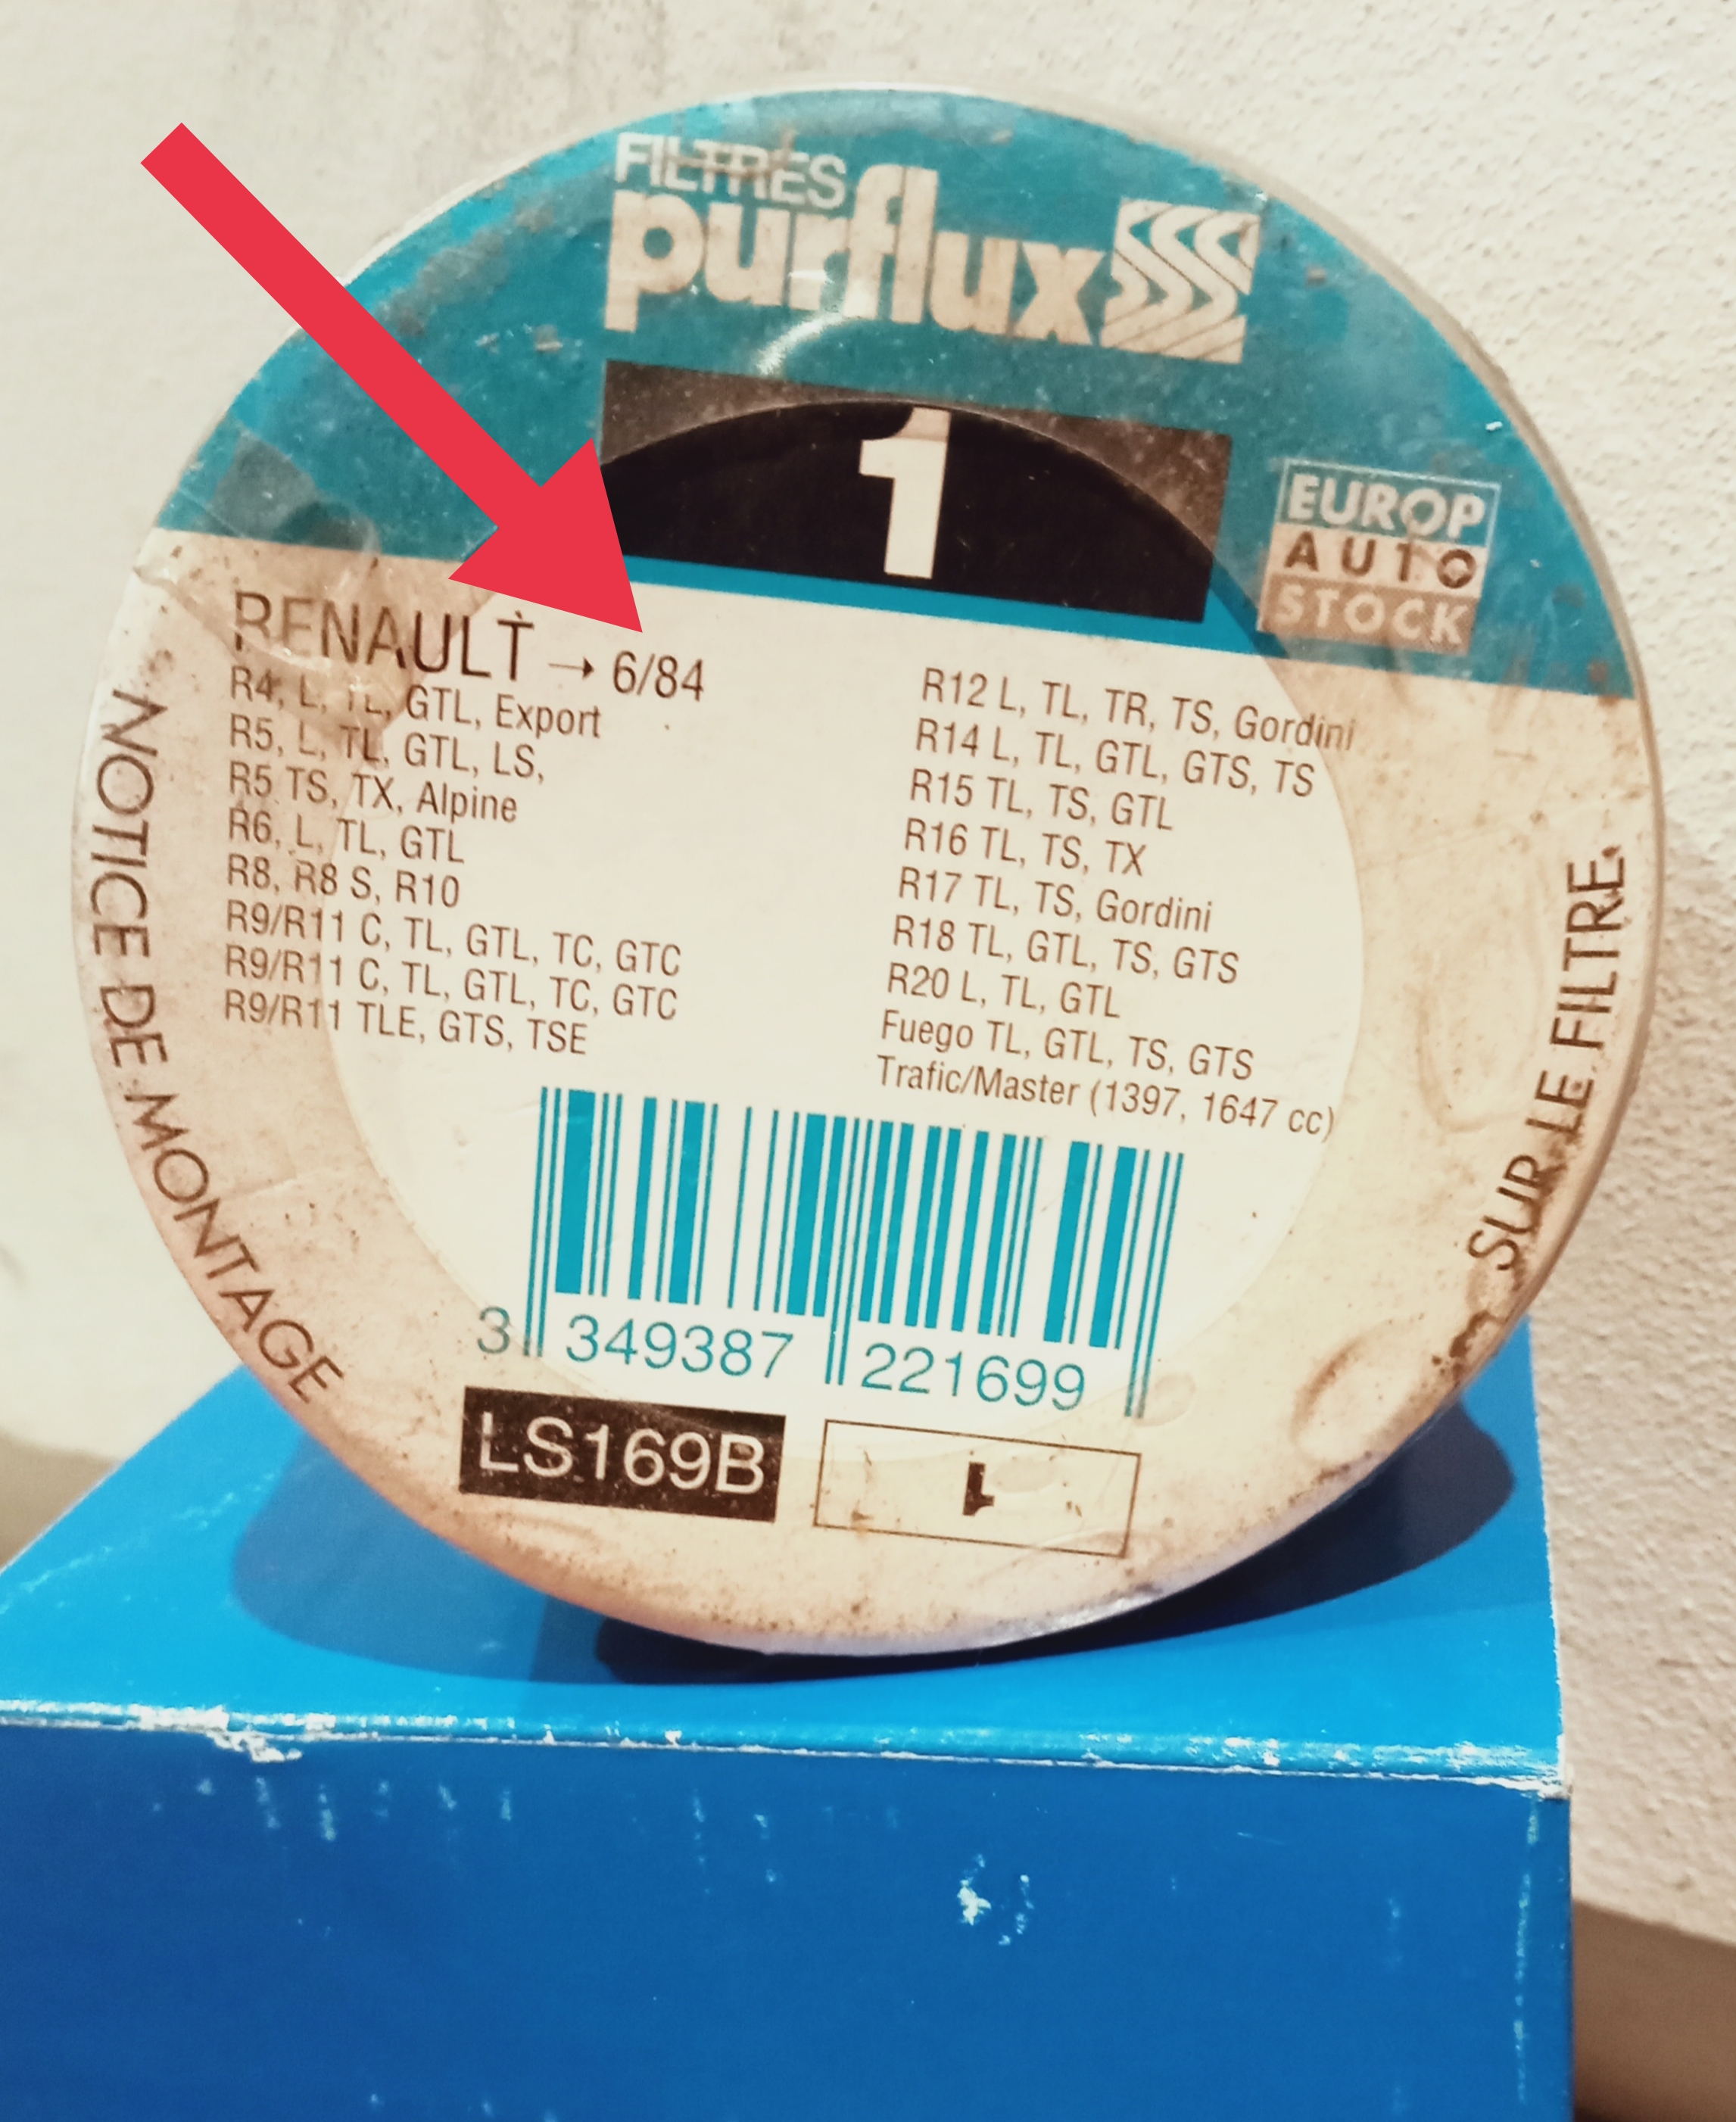 FILTRES
purflux
1
EUROP
AUTO
STOCK
RENAULT → 6/84
R4, L, TL, GTL, Export
R5, L, TL, GTL, LS,
R5 TS, TX, Alpine
R6, L, TL, GTL
R8, R8 S, R10
R9/R11 C, TL, GTL, TC, GTC
R9/R11 C, TL, GTL, TC, GTC
R9/R11 TLE, GTS, TSE
R12 L, TL, TR, TS, Gordini
R14 L, TL, GTL, GTS, TS
R15 TL, TS, GTL
R16 TL, TS, TX
R17 TL, TS, Gordini
R18 TL, GTL, TS, GTS
R20 L, TL, GTL
Fuego TL, GTL, TS, GTS
Trafic/Master (1397, 1647 cc)
3 349387 221699
LS169B
NOTICE DE MONTAGE
SUR LE FILTRE